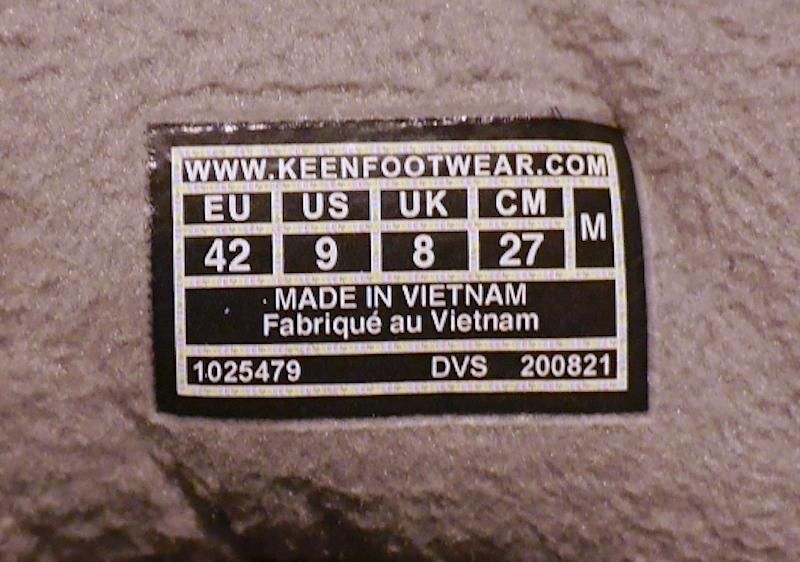 WWW.KEENFOOTWEAR.COM
EU US UK CM M
42 9 8 27
MADE IN VIETNAM
Fabriqué au Vietnam
1025479 DVS 200821